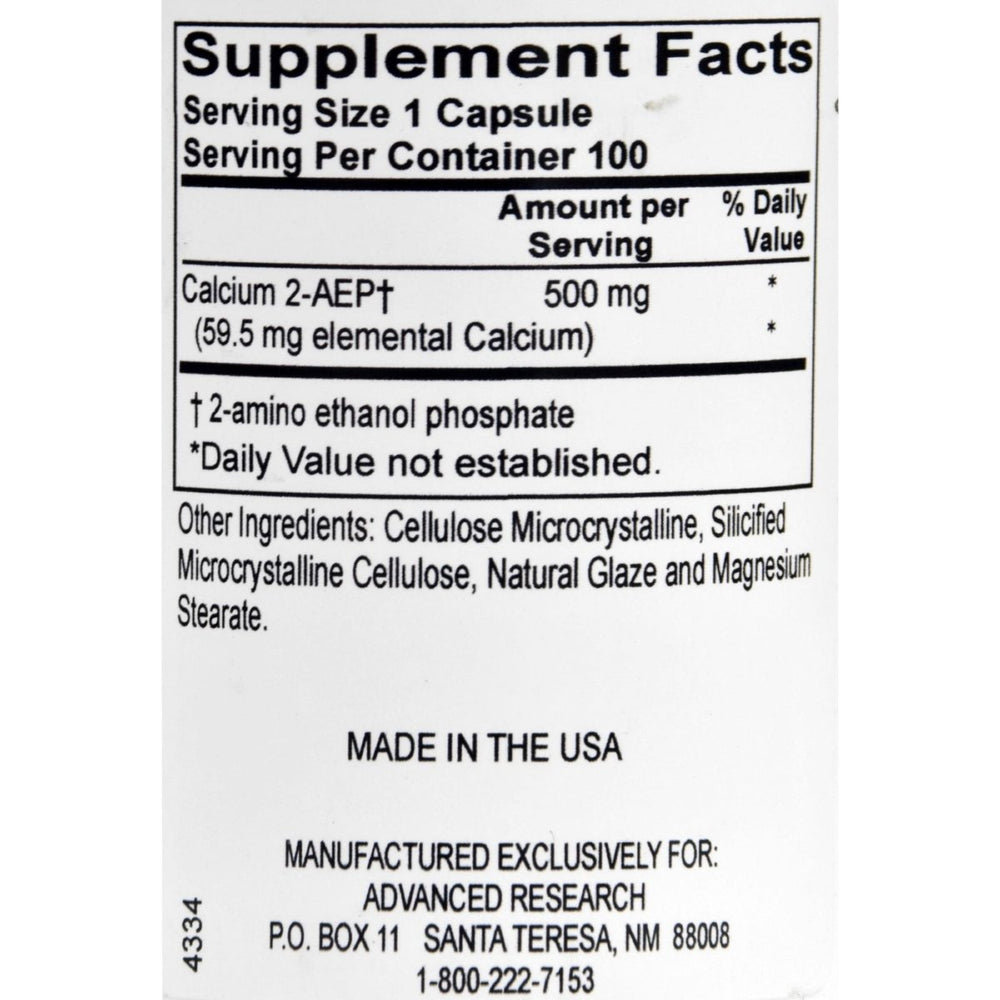 Supplement Facts
Serving Size 1 Capsule
Serving Per Container 100
Amount per % Daily
Serving Value
Calcium 2-AEP† 500 mg *
(59.5 mg elemental Calcium) *
† 2-amino ethanol phosphate
*Daily Value not established.
Other Ingredients: Cellulose Microcrystalline, Silicified
Microcrystalline Cellulose, Natural Glaze and Magnesium
Stearate.
MADE IN THE USA
MANUFACTURED EXCLUSIVELY FOR:
ADVANCED RESEARCH
P.O. BOX 11 SANTA TERESA, NM 88008
1-800-222-7153
4334